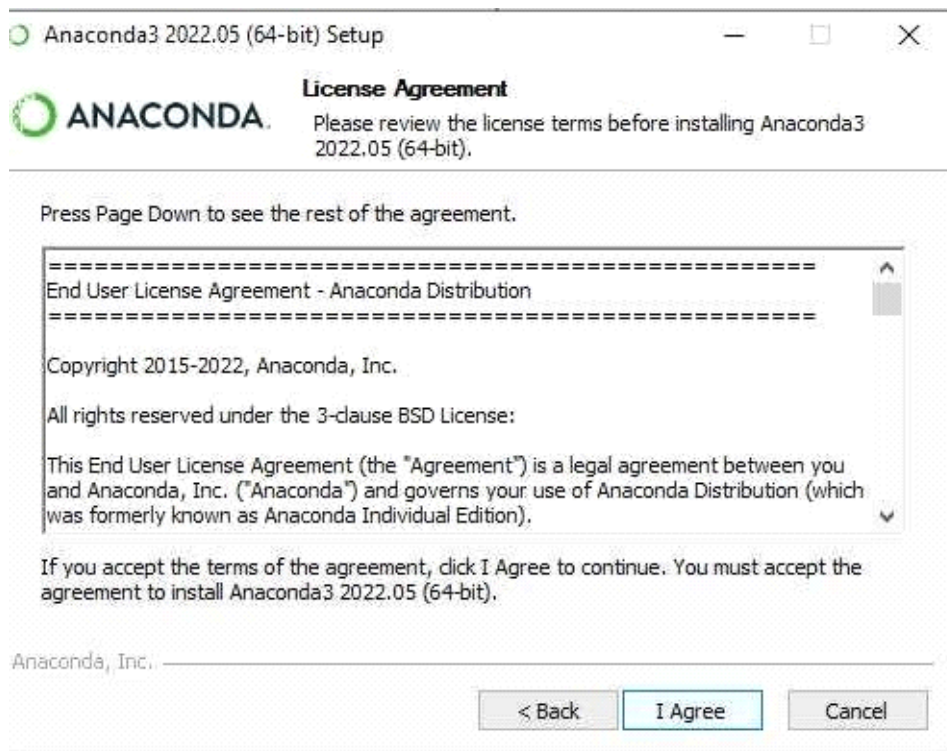 Anaconda3 2022.05 (64-bit) Setup
ANACONDA.
License Agreement
Please review the license terms before installing Anaconda3
2022.05 (64-bit).
Press Page Down to see the rest of the agreement.
====================================================
End User License Agreement - Anaconda Distribution
====================================================
Copyright 2015-2022, Anaconda, Inc.
All rights reserved under the 3-clause BSD License:
This End User License Agreement (the "Agreement") is a legal agreement between you
and Anaconda, Inc. ("Anaconda") and governs your use of Anaconda Distribution (which
was formerly known as Anaconda Individual Edition).
If you accept the terms of the agreement, click I Agree to continue. You must accept the
agreement to install Anaconda3 2022.05 (64-bit).
Anaconda, Inc.
< Back
I Agree
Cancel